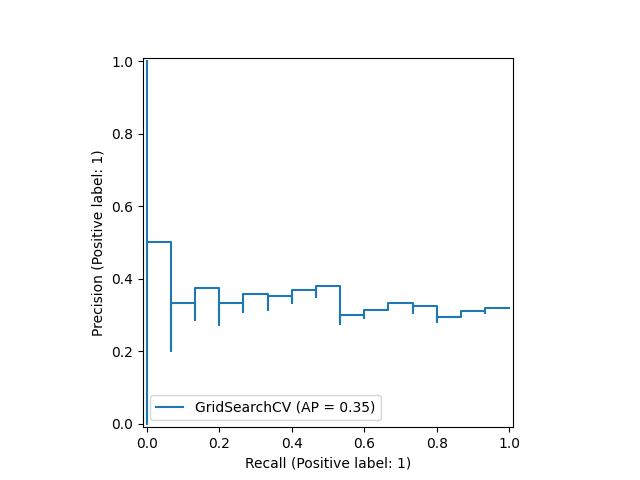 1.0
0.8
0.6
0.4
0.2
0.0
Precision (Positive label: 1)
GridSearchCV (AP = 0.35)
0.0 0.2 0.4 0.6 0.8 1.0
Recall (Positive label: 1)